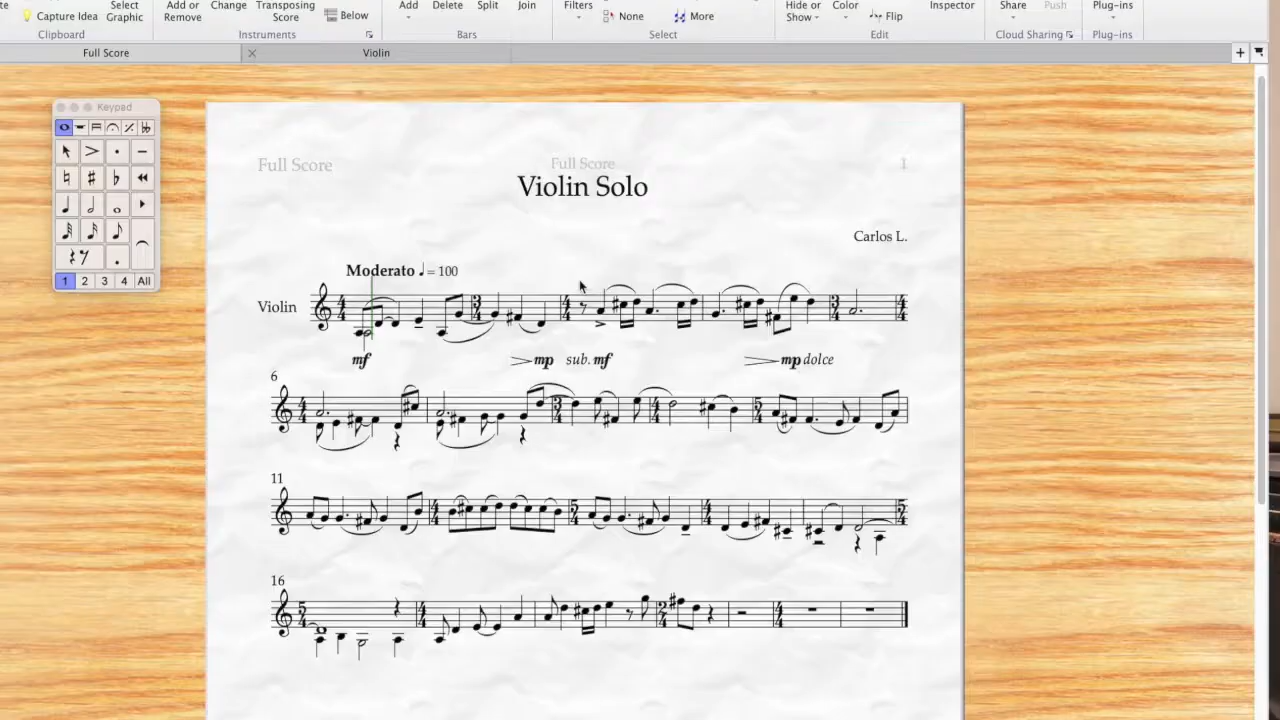 Add or Change Transposing Add Delete Split Join Filters Hide or Color Inspector Share Push Plug-ins
Capture Idea Select Graphic Remove Score Below None More Show Flip
Clipboard Instruments Bars Select Edit Cloud Sharing Plug-ins
Full Score Violin
Keypad
1 2 3 4 All
Full Score Full Score 1
Violin Solo
Carlos L.
Moderato = 100
Violin
mf mp sub. mf mp dolce
6
11
16